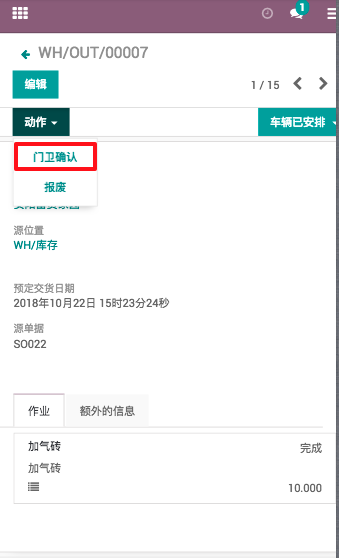 1
WH/OUT/00007
编辑
1 / 15
动作
车辆已安排
门卫确认
报废
源位置
WH/库存
预定交货日期
2018年10月22日 15时23分24秒
源单据
SO022
作业
额外的信息
加气砖
完成
加气砖
10.000